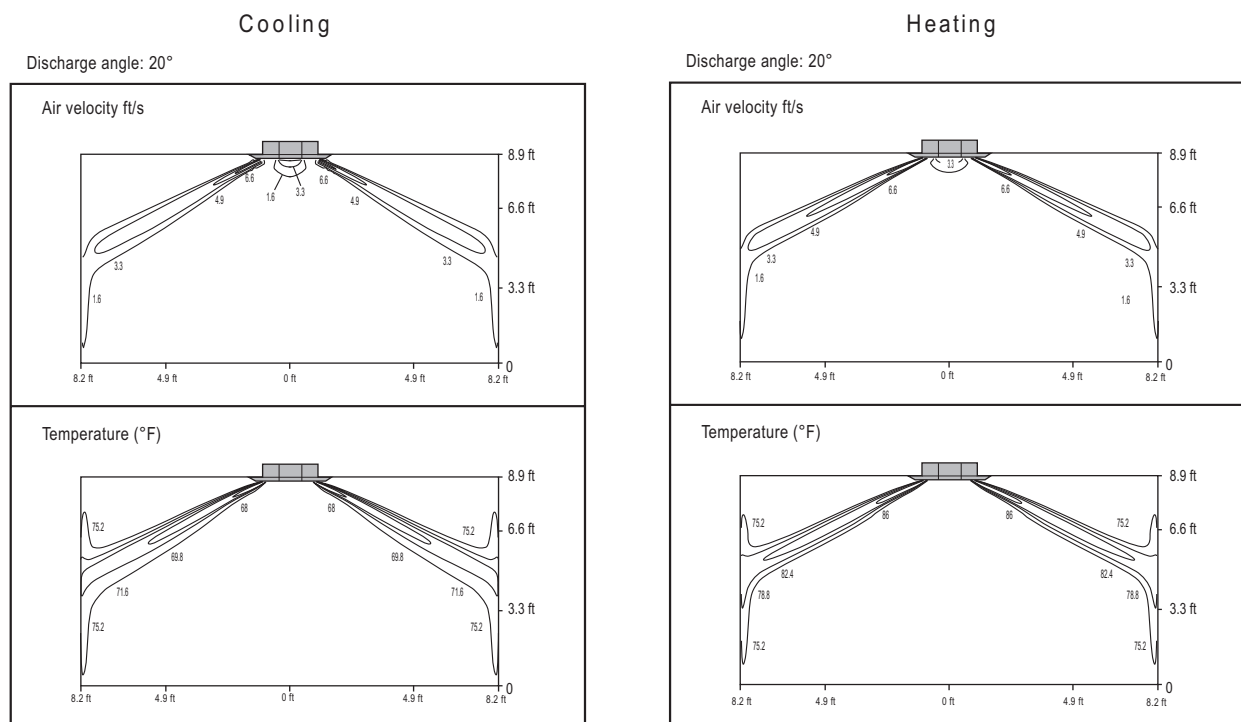 Cooling
Discharge angle: 20°
Air velocity ft/s
6.6
1.6
3.3
6.6
4.9
4.9
3.3
3.3
1.6
1.6
8.9 ft
6.6 ft
3.3 ft
0
8.2 ft 4.9 ft 0 ft 4.9 ft 8.2 ft
Temperature (°F)
75.2
68
68
75.2
69.8
69.8
71.6
71.6
75.2
75.2
8.9 ft
6.6 ft
3.3 ft
0
8.2 ft 4.9 ft 0 ft 4.9 ft 8.2 ft
Heating
Discharge angle: 20°
Air velocity ft/s
3.3
6.6
6.6
4.9
4.9
3.3
3.3
1.6
1.6
8.9 ft
6.6 ft
3.3 ft
0
8.2 ft 4.9 ft 0 ft 4.9 ft 8.2 ft
Temperature (°F)
75.2
86
86
75.2
82.4
82.4
78.8
78.8
75.2
75.2
8.9 ft
6.6 ft
3.3 ft
0
8.2 ft 4.9 ft 0 ft 4.9 ft 8.2 ft